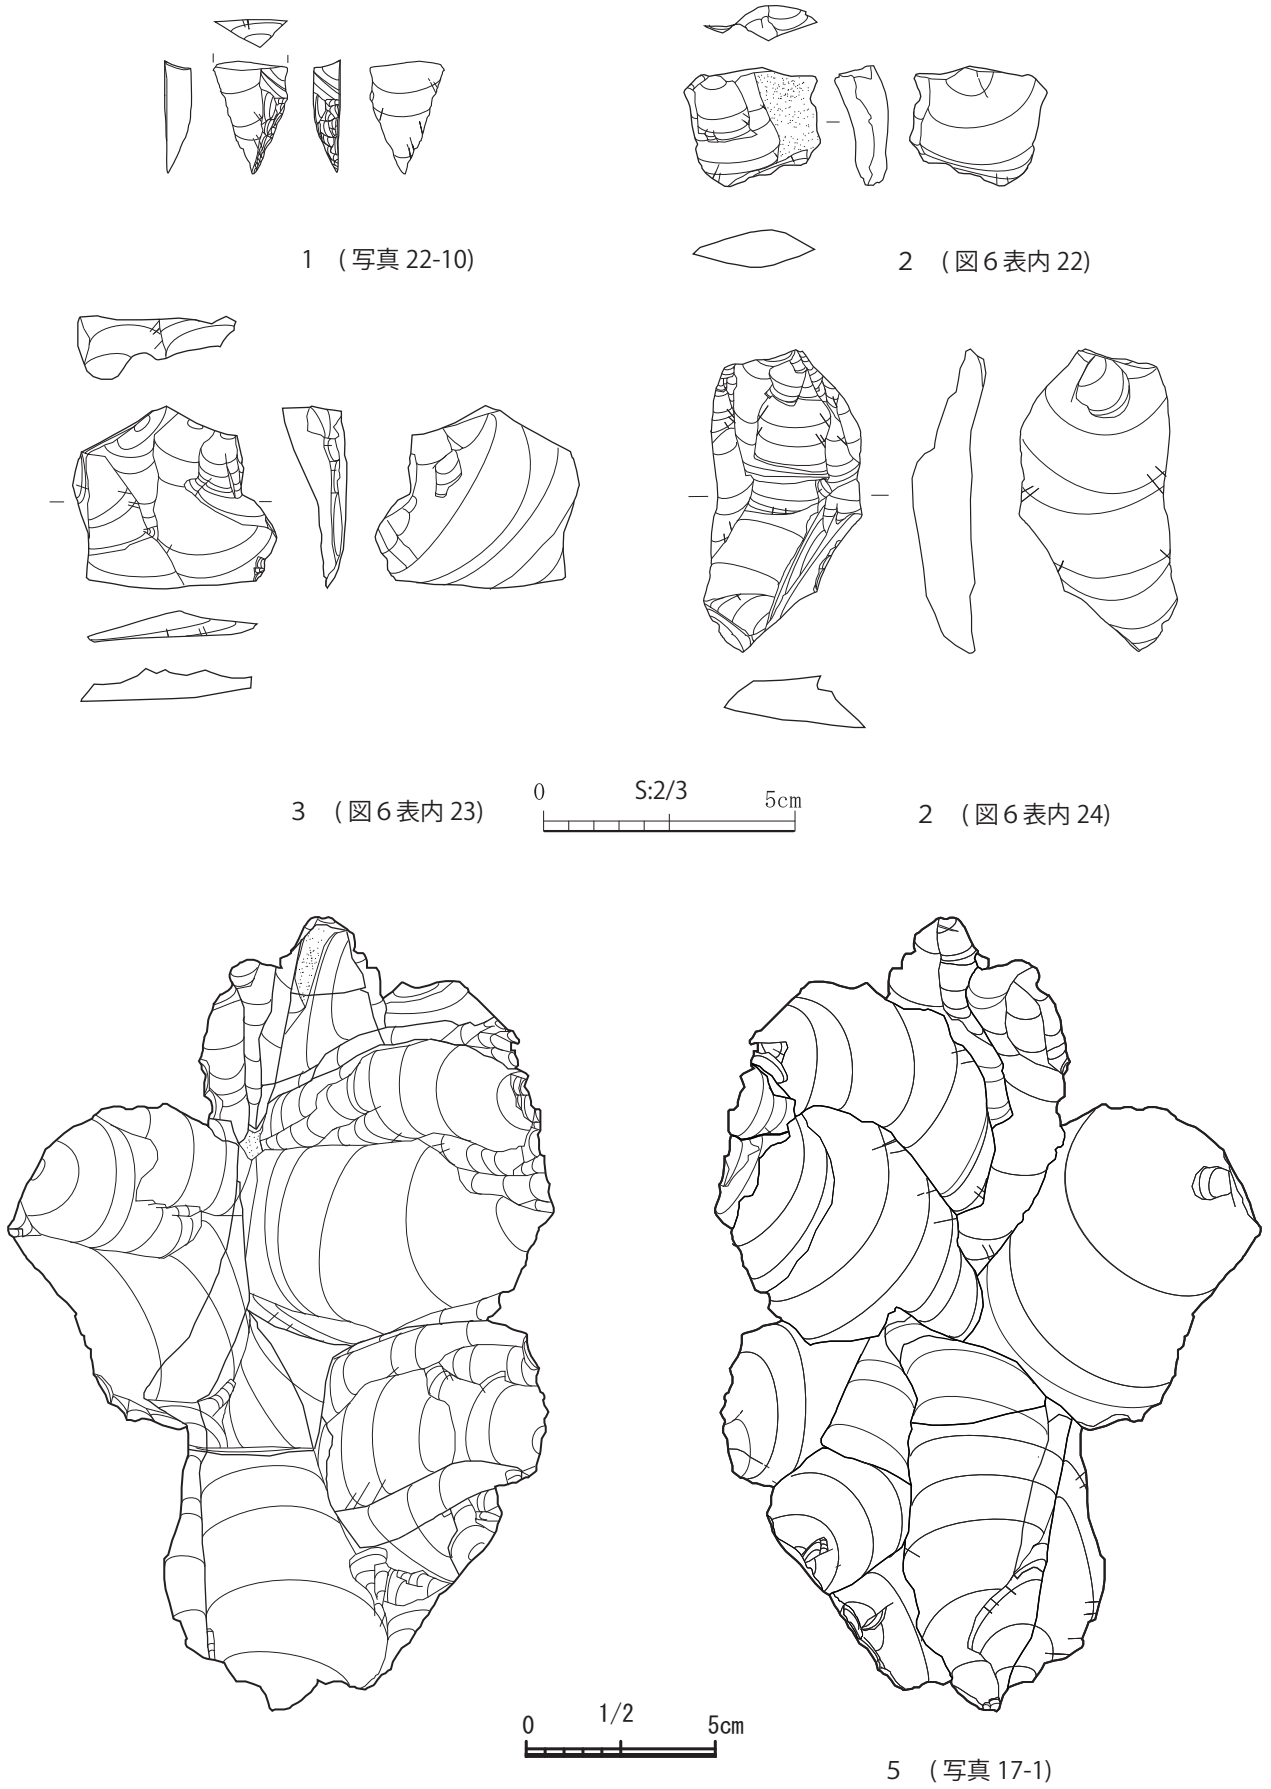 1 (写真 22-10)
2 (図６表内 22)
3 (図６表内 23)
0 S:2/3 5cm
2 (図６表内 24)
0 1/2 5cm
5 (写真 17-1)